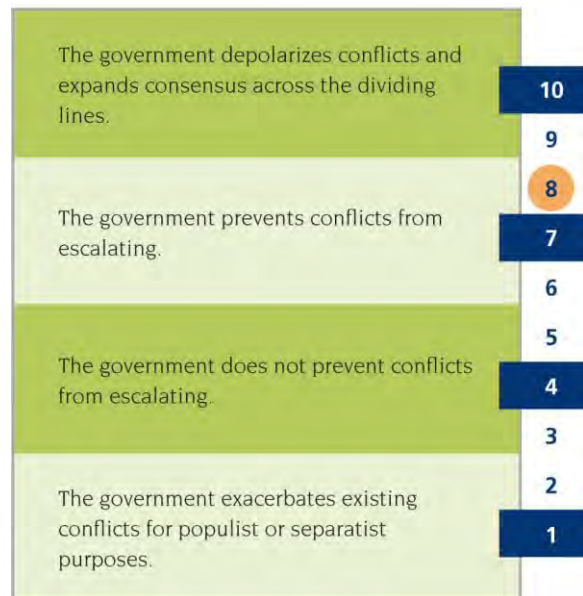 The government depolarizes conflicts and
expands consensus across the dividing
lines.
10
9
8
The government prevents conflicts from
escalating.
7
6
5
The government does not prevent conflicts
from escalating.
4
3
2
The government exacerbates existing
conflicts for populist or separatist
purposes.
1